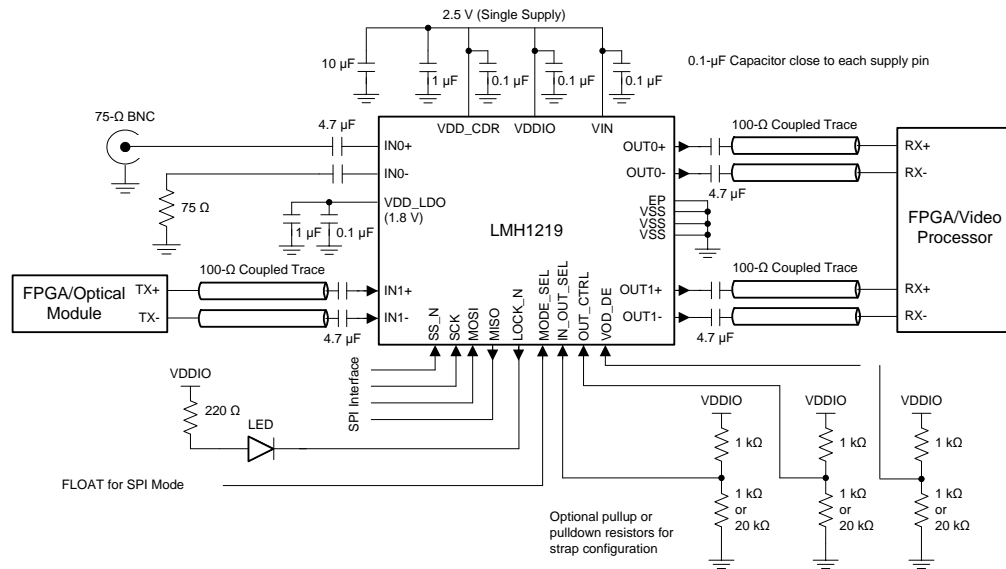 2.5 V (Single Supply)
10 µF
1 µF
0.1 µF
0.1 µF
0.1 µF
0.1-µF Capacitor close to each supply pin
75-Ω BNC
4.7 µF
VDD_CDR
VDDIO
VIN
100-Ω Coupled Trace
IN0+
OUT0+
RX+
IN0-
OUT0-
RX-
4.7 µF
75 Ω
VDD_LDO
(1.8 V)
EP
VSS
VSS
VSS
1 µF
0.1 µF
LMH1219
FPGA/Video
Processor
100-Ω Coupled Trace
100-Ω Coupled Trace
FPGA/Optical
Module
TX+
IN1+
OUT1+
RX+
TX-
IN1-
OUT1-
RX-
4.7 µF
4.7 µF
SS_N
SCK
MOSI
MISO
LOCK_N
MODE_SEL
IN_OUT_SEL
OUT_CTRL
VOD_DE
SPI Interface
VDDIO
220 Ω
LED
VDDIO
VDDIO
VDDIO
1 kΩ
1 kΩ
1 kΩ
FLOAT for SPI Mode
1 kΩ
or
20 kΩ
1 kΩ
or
20 kΩ
1 kΩ
or
20 kΩ
Optional pullup or
pulldown resistors for
strap configuration